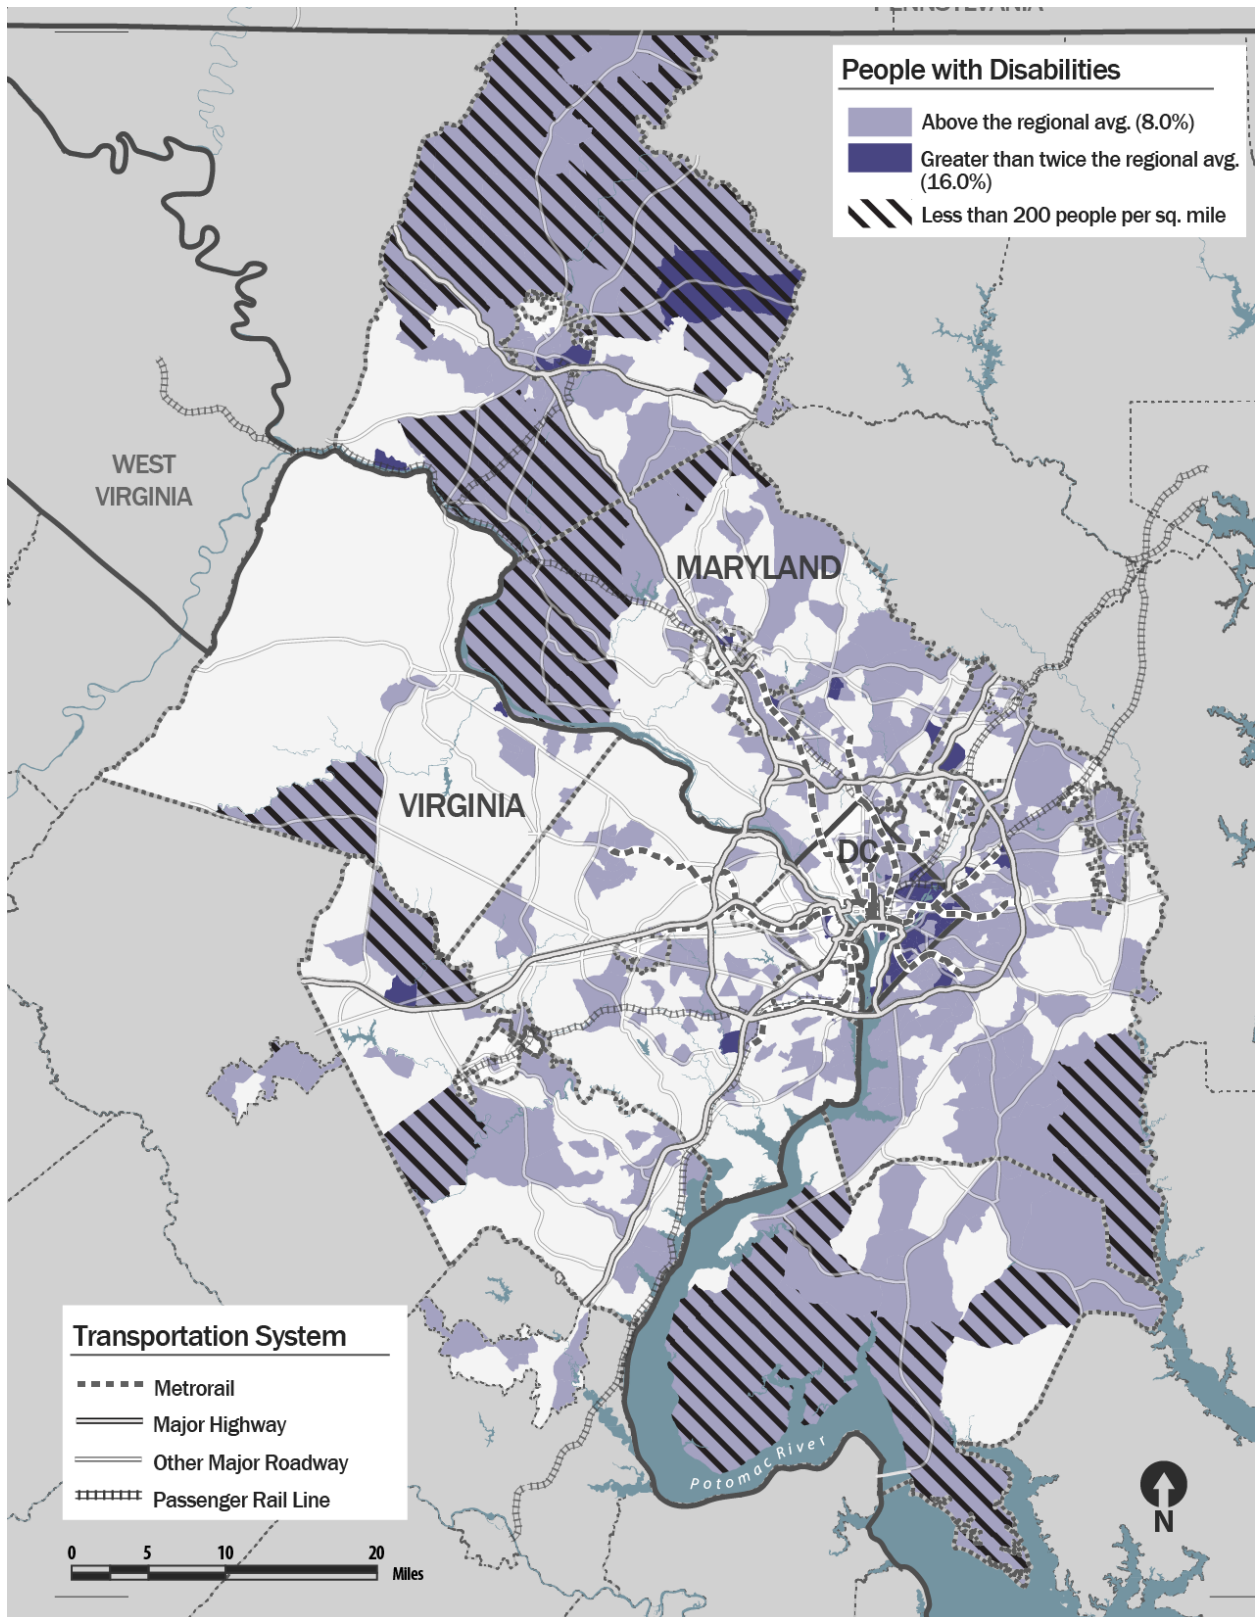 PENNSYLVANIA
People with Disabilities
Above the regional avg. (8.0%)
Greater than twice the regional avg.
(16.0%)
Less than 200 people per sq. mile
WEST
VIRGINIA
MARYLAND
VIRGINIA
DC
Transportation System
Metrorail
Major Highway
Other Major Roadway
Passenger Rail Line
Potomac River
N
0 5 10 20
Miles